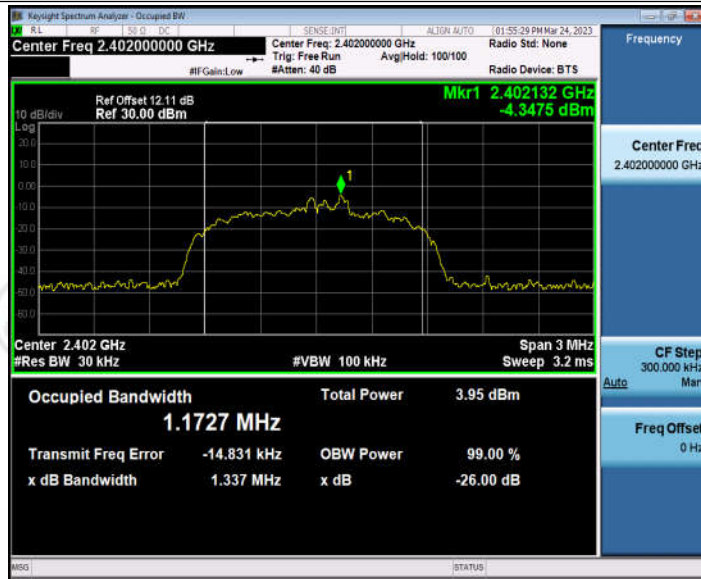 Keysight Spectrum Analyzer - Occupied BW
RL RF 50 Ω DC SENSE:INT ALIGN AUTO 01:55:29 PM Mar 24, 2023
Center Freq 2.402000000 GHz
Center Freq: 2.402000000 GHz
Radio Std: None
Trig: Free Run Avg|Hold: 100/100
#IFGain:Low #Atten: 40 dB Radio Device: BTS
Frequency
Ref Offset 12.11 dB
Mkr1 2.402132 GHz
10 dB/div Ref 30.00 dBm -4.3475 dBm
Log
20.0
10.0
0.00
-10.0
-20.0
-30.0
-40.0
-50.0
-60.0
1
Center Freq
2.402000000 GHz
Center 2.402 GHz Span 3 MHz
#Res BW 30 kHz #VBW 100 kHz Sweep 3.2 ms
CF Step
300.000 kHz
Auto Man
Occupied Bandwidth Total Power 3.95 dBm
1.1727 MHz
Transmit Freq Error -14.831 kHz OBW Power 99.00 %
x dB Bandwidth 1.337 MHz x dB -26.00 dB
Freq Offset
0 Hz
MSG STATUS